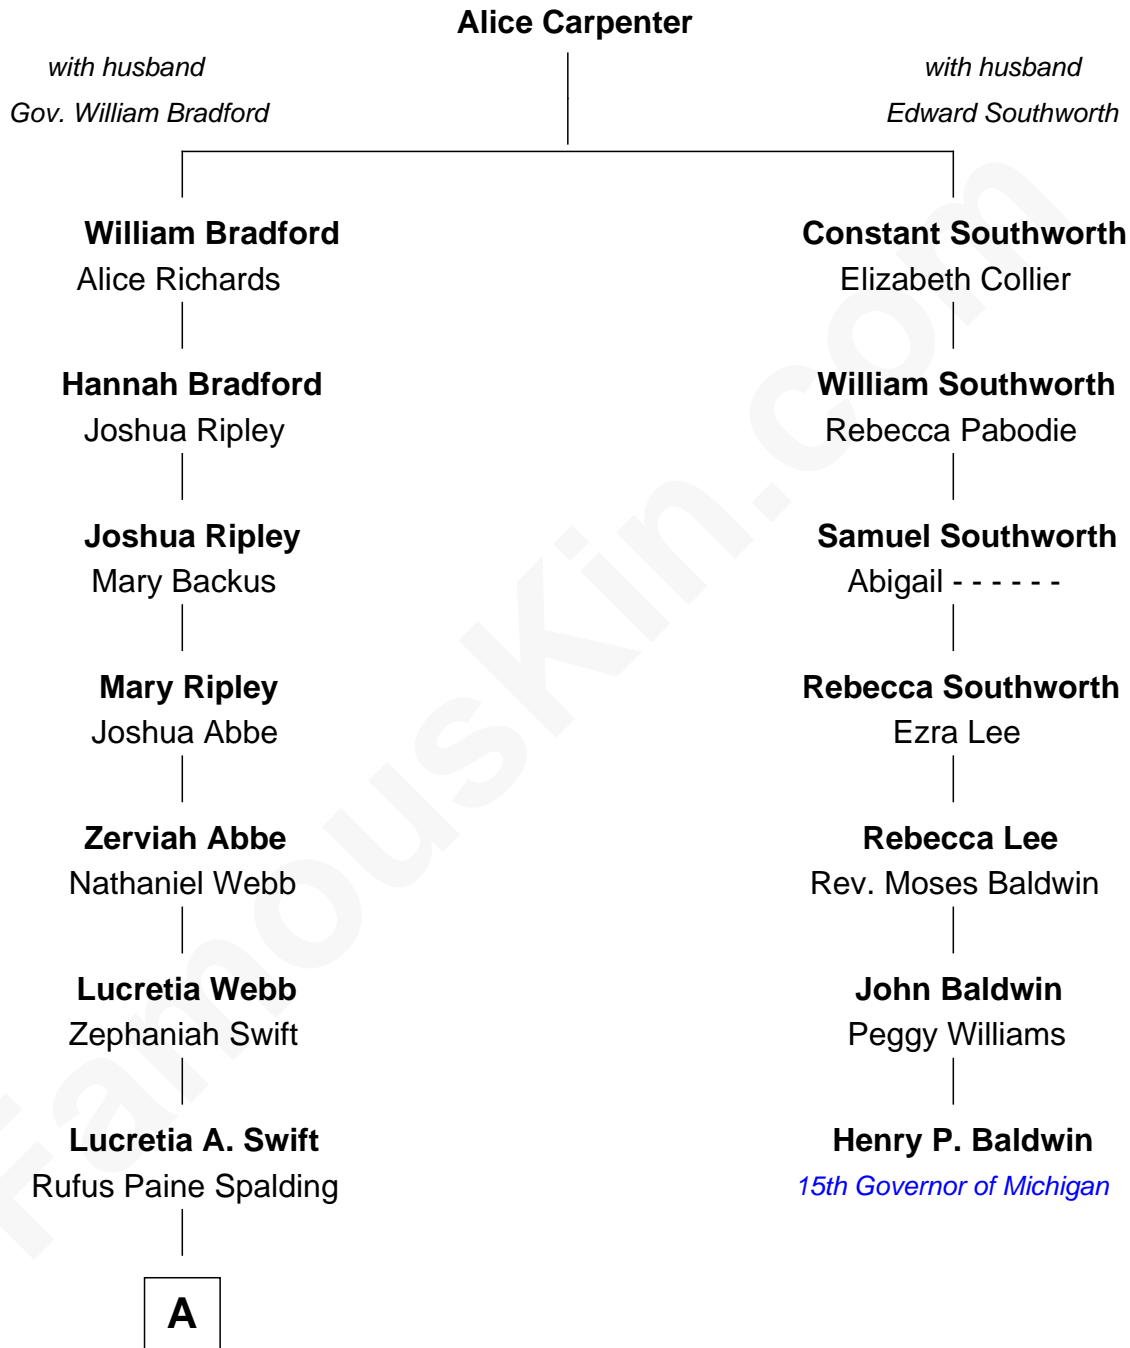 Alice Carpenter
with husband
Gov. William Bradford
with husband
Edward Southworth
William Bradford
Alice Richards
Hannah Bradford
Joshua Ripley
Joshua Ripley
Mary Backus
Mary Ripley
Joshua Abbe
Zerviah Abbe
Nathaniel Webb
Lucretia Webb
Zephaniah Swift
Lucretia A. Swift
Rufus Paine Spalding
A
Constant Southworth
Elizabeth Collier
William Southworth
Rebecca Pabodie
Samuel Southworth
Abigail - - - - - -
Rebecca Southworth
Ezra Lee
Rebecca Lee
Rev. Moses Baldwin
John Baldwin
Peggy Williams
Henry P. Baldwin
15th Governor of Michigan
FamousKin.com